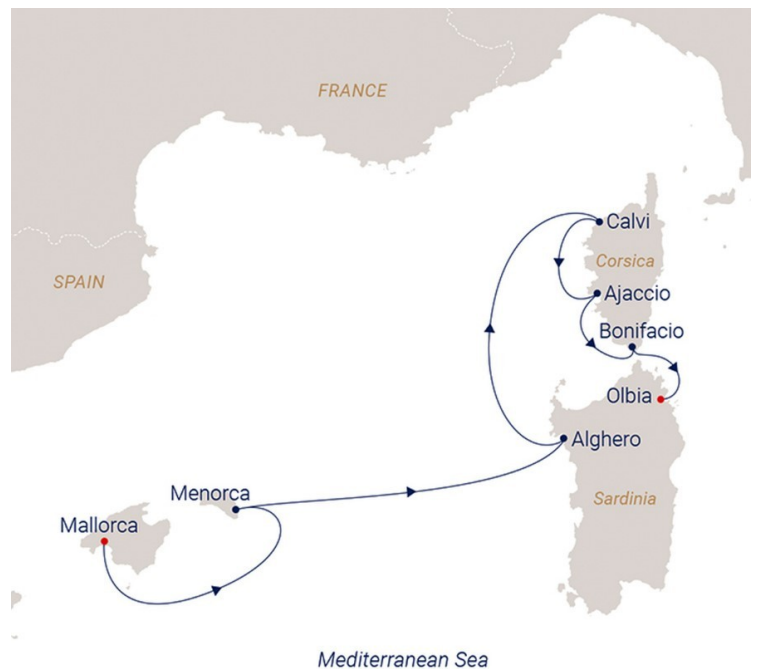 FRANCE
Calvi
Corsica
SPAIN
Ajaccio
Bonifacio
Olbia
Alghero
Menorca
Sardinia
Mallorca
Mediterranean Sea